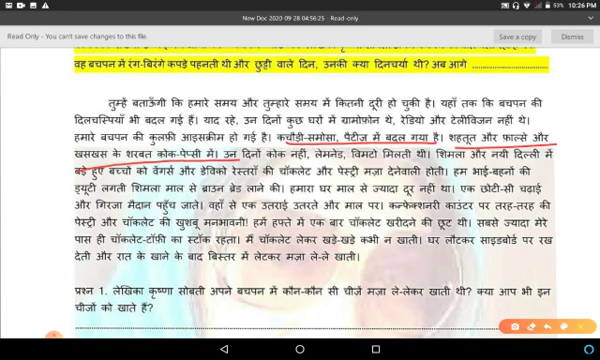 10:26 PM
53%
New Doc 2020-09-28 04:56:25 - Read-only
Read Only - You can't save changes to this file.
Save a copy
Dismiss
वह बचपन में रंग-बिरंगे कपड़े पहनती थी और छुट्टी वाले दिन, उनकी क्या दिनचर्या थी? अब आगे ..............................
तुम्हें बताऊँगी कि हमारे समय और तुम्हारे समय में कितनी दूरी हो चुकी है। यहाँ तक कि बचपन की
दिलचस्पियाँ भी बदल गई हैं। याद रहे, उन दिनों कुछ घरों में ग्रामोफ़ोन थे, रेडियो और टेलीविजन नहीं थे।
हमारे बचपन की कुलफ़ी आइसक्रीम हो गई है। कचौड़ी-समोसा, पैटीज में बदल गया है। शहतूत और फ़ाल्से और
खसखस के शरबत कोक-पेप्सी में। उन दिनों कोक नहीं, लेमनेड, विमटो मिलती थी। शिमला और नयी दिल्ली में
बड़े हुए बच्चो को वेंगर्स और डेविको रेस्तराँ की चॉकलेट और पेस्ट्री मज़ा देनेवाली होती। हम भाई-बहनों की
ड्यूटी लगती शिमला माल से ब्राउन ब्रेड लाने की। हमारा घर माल से ज्यादा दूर नहीं था। एक छोटी-सी चढ़ाई
और गिरजा मैदान पहुँच जाते। वहाँ से एक उतराई उतरते और माल पर। कन्फ़ेक्शनरी काउंटर पर तरह-तरह की
पेस्ट्री और चॉकलेट की खुशबू मनभावनी! हमें हफ्ते में एक बार चॉकलेट खरीदने की छूट थी। सबसे ज्यादा मेरे
पास ही चॉकलेट-टॉफ़ी का स्टॉक रहता। मैं चॉकलेट लेकर खड़े-खड़े कभी न खाती। घर लौटकर साइडबोर्ड पर रख
देती और रात के खाने के बाद बिस्तर में लेटकर मज़ा ले-ले खाती।
प्रश्न 1. लेखिका कृष्णा सोबती अपने बचपन में कौन-कौन सी चीज़ें मज़ा ले-लेकर खाती थी? क्या आप भी इन
चीजों को खाते हैं?